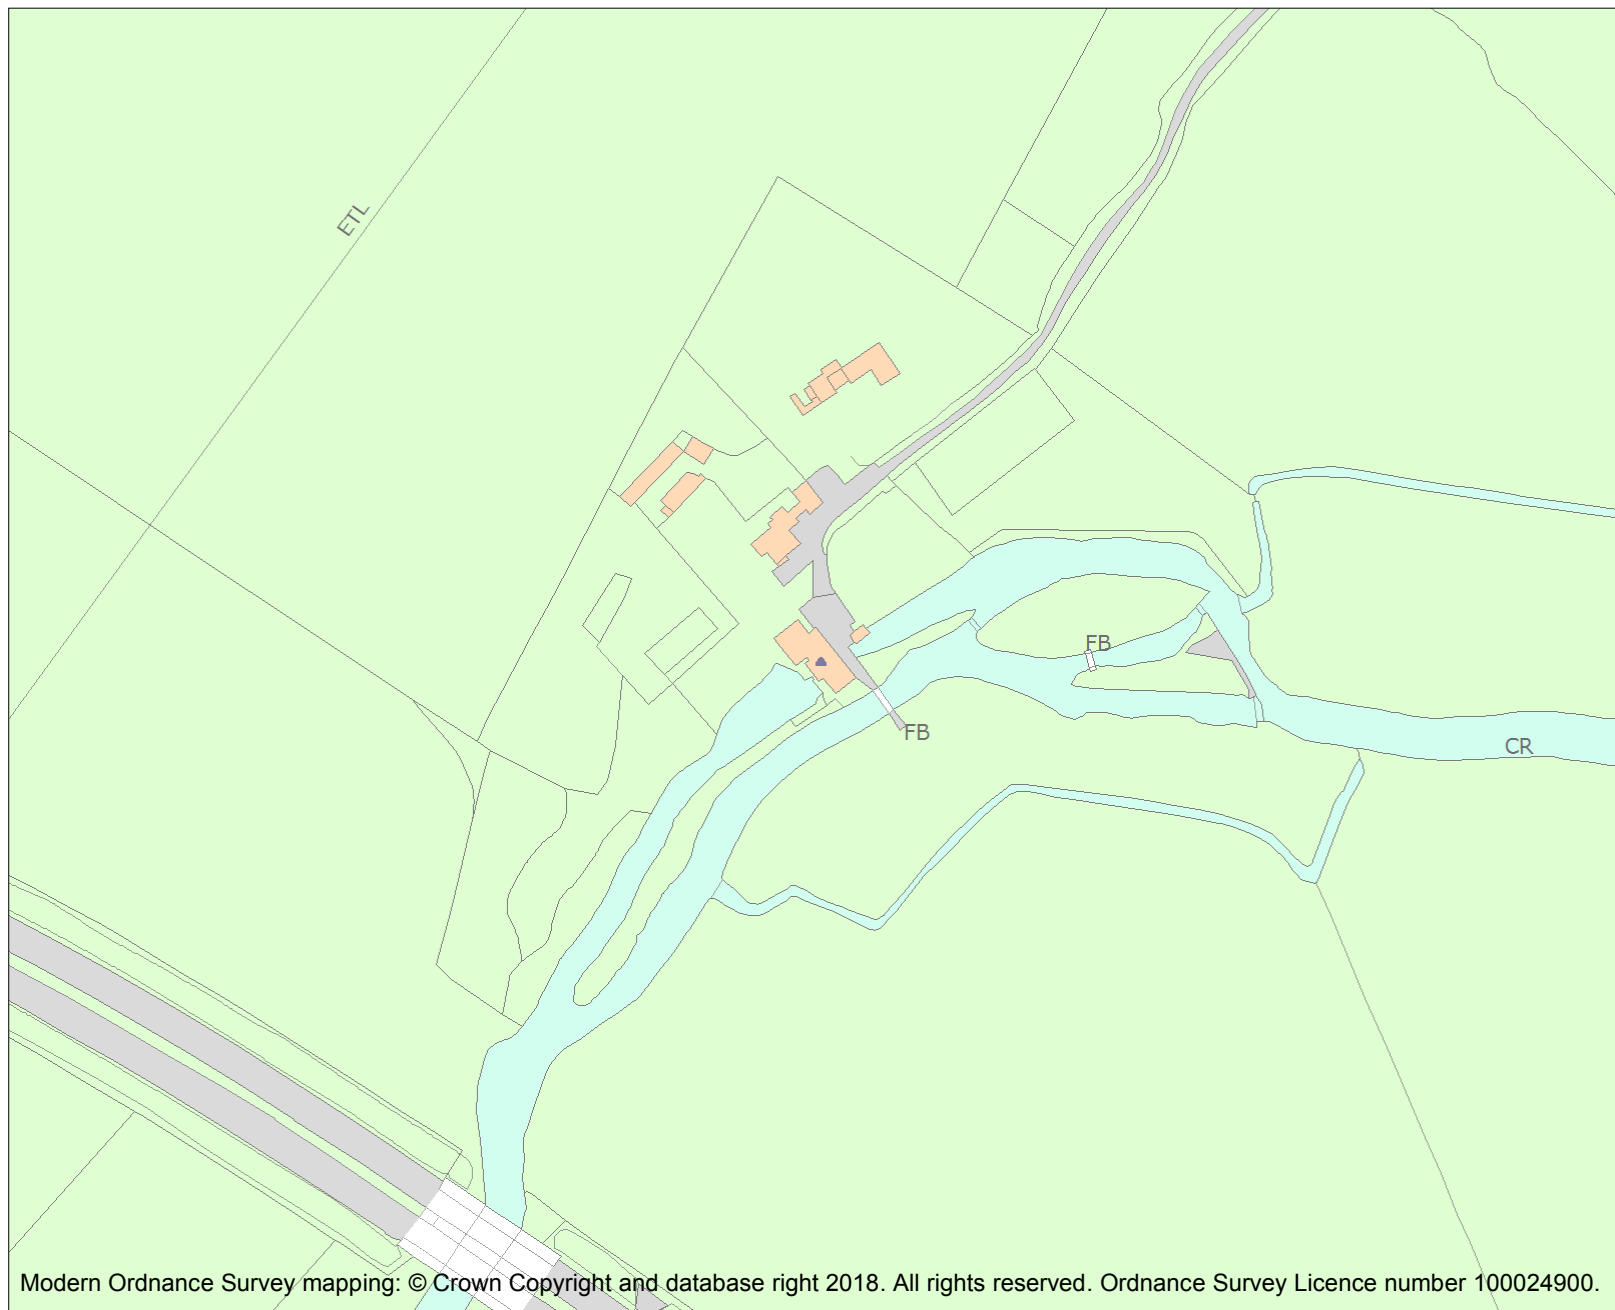 ETL
FB
FB
CR
Modern Ordnance Survey mapping: © Crown Copyright and database right 2018. All rights reserved. Ordnance Survey Licence number 100024900.